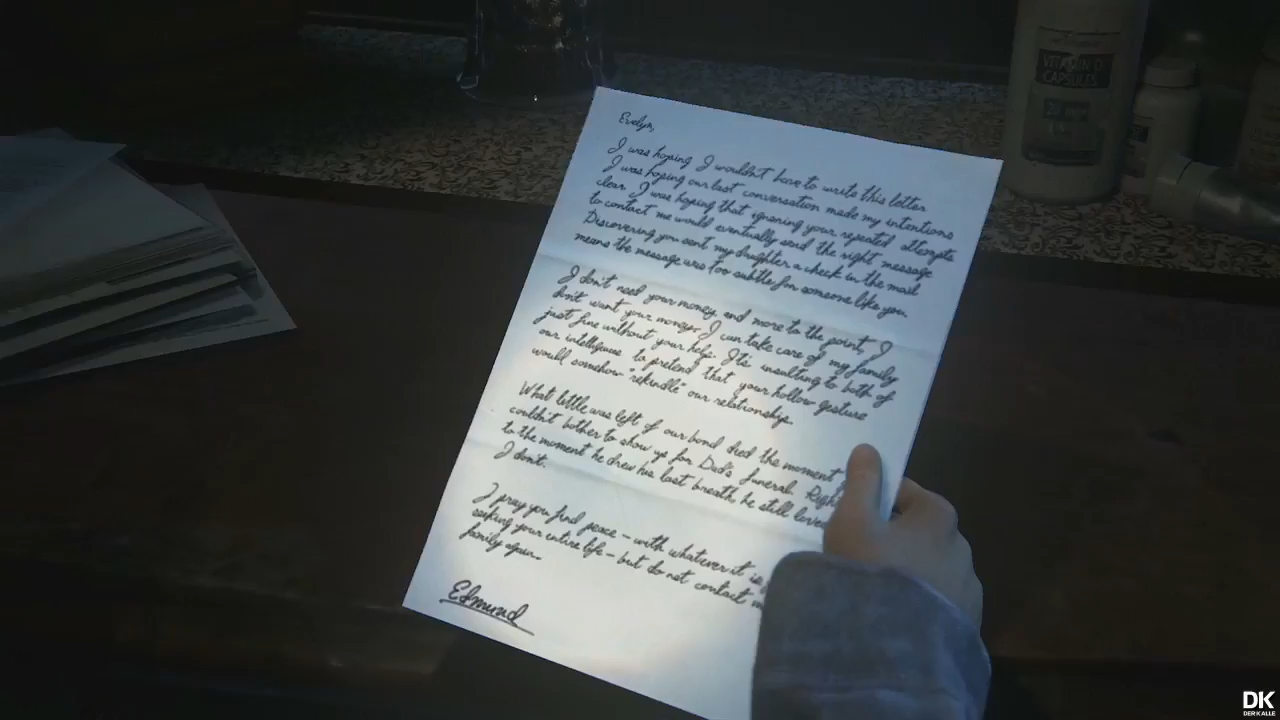 Evelyn,
I was hoping I wouldn't have to write this letter.
I was hoping our last conversation made my intentions
clear. I was hoping that ignoring your repeated attempts
to contact me would eventually send the right message.
Discovering you sent my daughter a check in the mail
means the message was too subtle for someone like you.
I don't need your money, and more to the point, I
don't want your money. I can take care of my family
just fine without your help. It's insulting to both of
our intelligence to pretend that your hollow gesture
would somehow "rekindle" our relationship.
What little was left of our bond died the moment
couldn't bother to show up for Dad's funeral. Right
to the moment he drew his last breath, he still loved
I don't.
I pray you find peace - with whatever it is
seeking your entire life - but do not contact
family again.
Edmund
VITAMIN D
CAPSULES
DK
DER KALLE